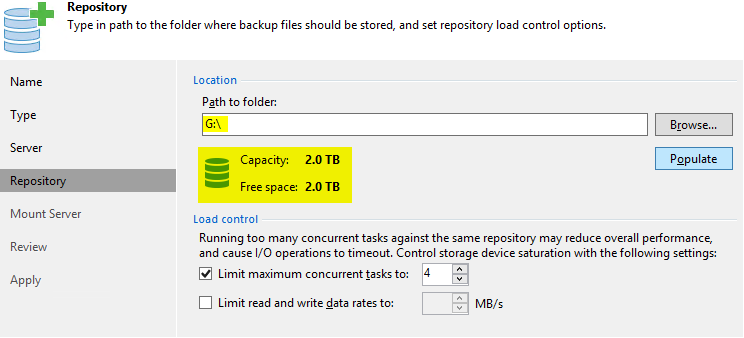 Repository
Type in path to the folder where backup files should be stored, and set repository load control options.
Name
Type
Server
Repository
Mount Server
Review
Apply
Location
Path to folder:
G:\
Browse...
Capacity: 2.0 TB
Populate
Free space: 2.0 TB
Load control
Running too many concurrent tasks against the same repository may reduce overall performance,
and cause I/O operations to timeout. Control storage device saturation with the following settings:
Limit maximum concurrent tasks to: 4
Limit read and write data rates to: MB/s